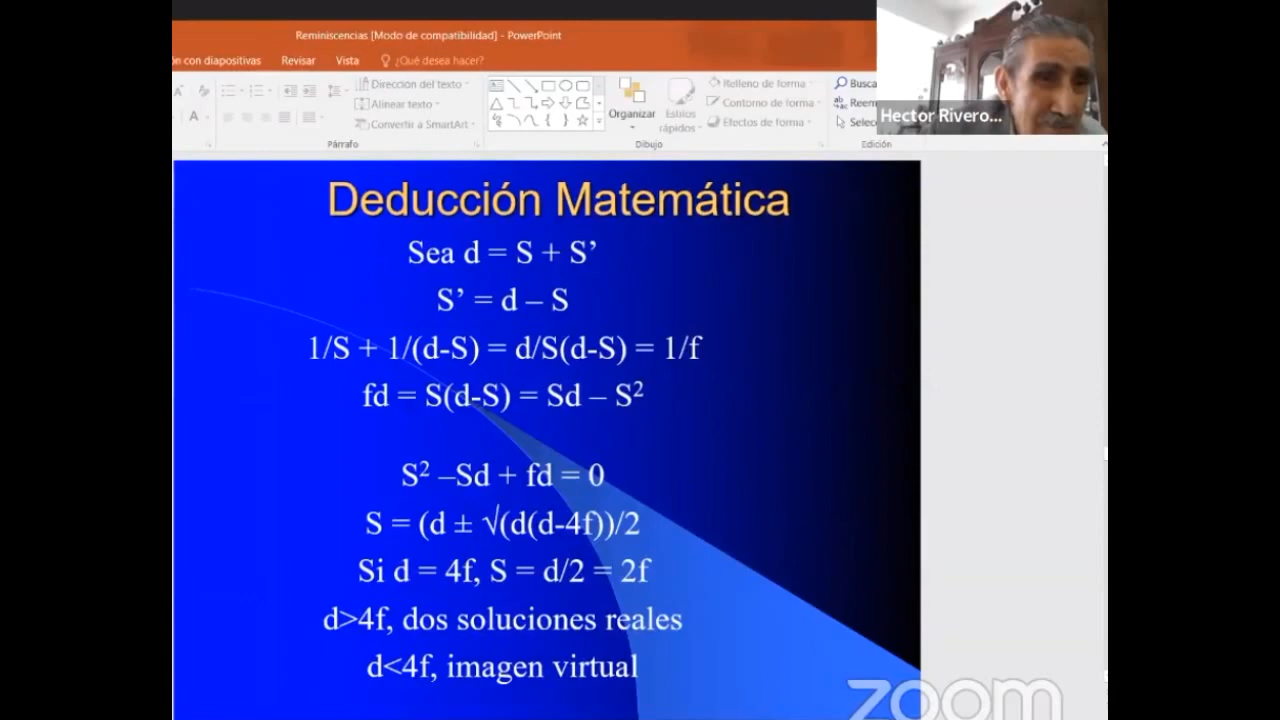 Reminiscencias [Modo de compatibilidad] - PowerPoint
ón con diapositivas Revisar Vista ¿Qué desea hacer?
Dirección del texto
Alinear texto
Convertir a SmartArt
Párrafo
Organizar
Estilos
rápidos
Relleno de forma
Contorno de forma
Efectos de forma
Dibujo
Busca
Reem
Selec
Edición
Hector Rivero...
Deducción Matemática
Sea d = S + S’
S’ = d – S
1/S + 1/(d-S) = d/S(d-S) = 1/f
fd = S(d-S) = Sd – S²
S² –Sd + fd = 0
S = (d ± √(d(d-4f))/2
Si d = 4f, S = d/2 = 2f
d>4f, dos soluciones reales
d<4f, imagen virtual
zoom